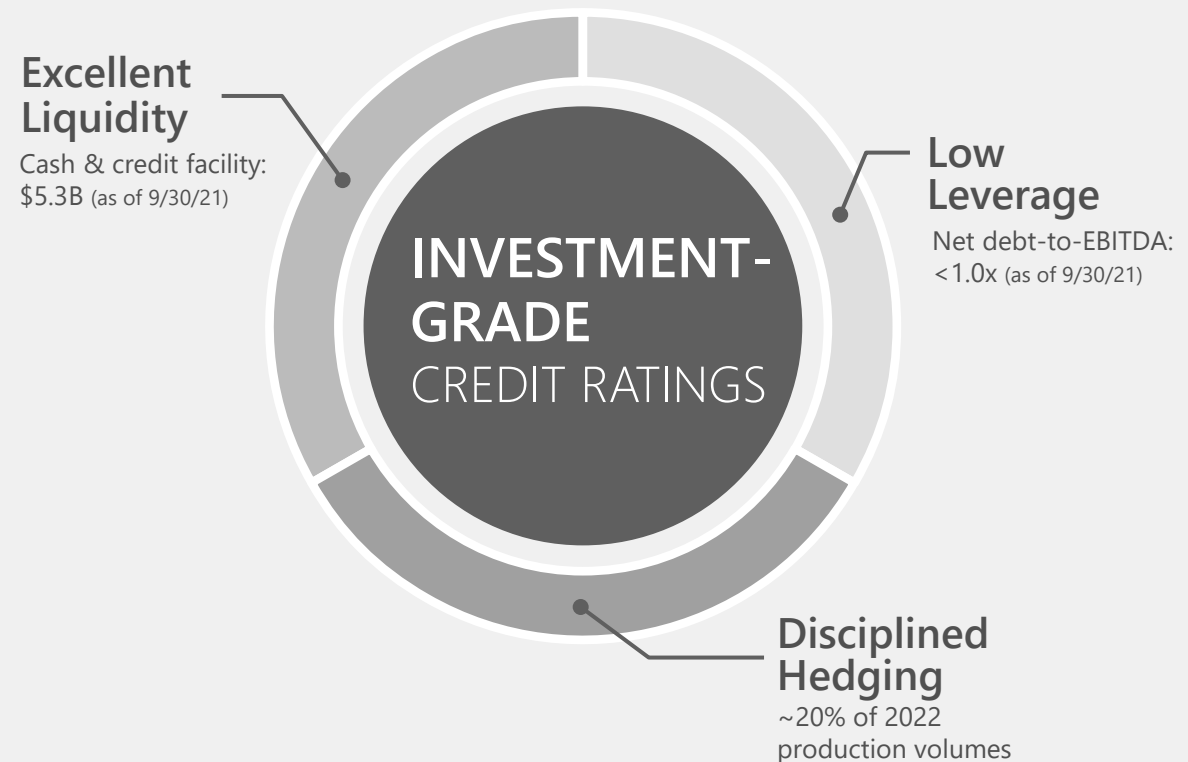 Excellent
Liquidity
Cash & credit facility:
$5.3B (as of 9/30/21)
INVESTMENT-
GRADE
CREDIT RATINGS
Low
Leverage
Net debt-to-EBITDA:
<1.0x (as of 9/30/21)
Disciplined
Hedging
~20% of 2022
production volumes